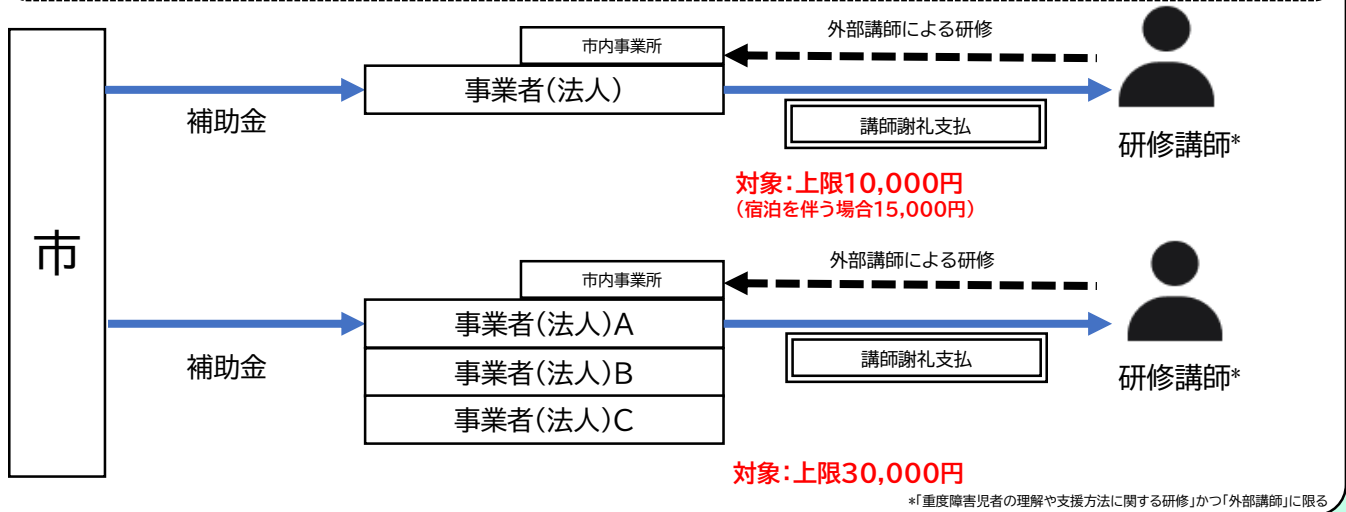 外部講師による研修
市内事業所
事業者(法人)
補助金
講師謝礼支払
研修講師*
対象:上限10,000円
(宿泊を伴う場合15,000円)
市
外部講師による研修
市内事業所
事業者(法人)A
補助金
講師謝礼支払
事業者(法人)B
研修講師*
事業者(法人)C
対象:上限30,000円
*「重度障害児者の理解や支援方法に関する研修」かつ「外部講師」に限る